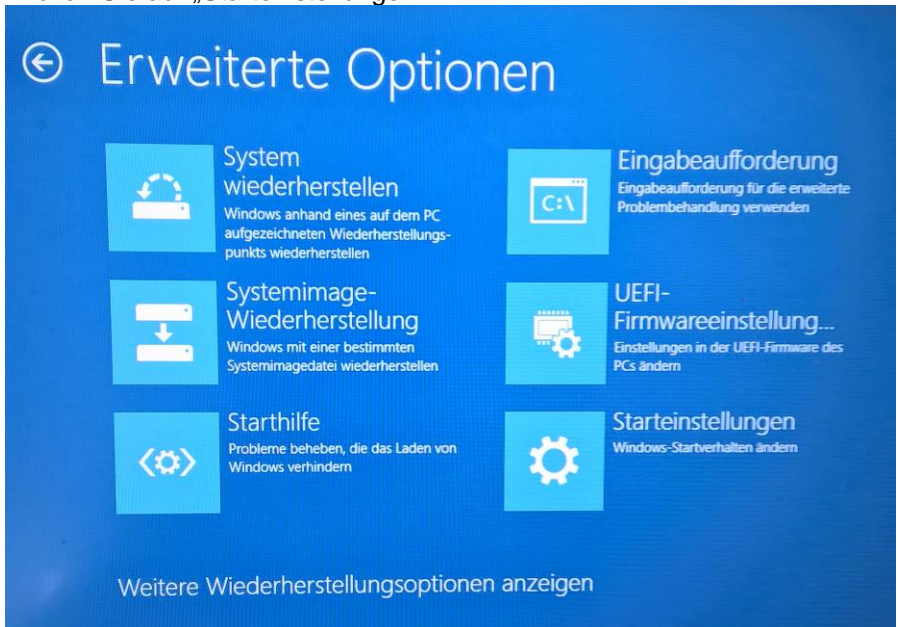 Erweiterte Optionen
System
wiederherstellen
Windows anhand eines auf dem PC
aufgezeichneten Wiederherstellungs-
punkts wiederherstellen
Systemimage-
Wiederherstellung
Windows mit einer bestimmten
Systemimagedatei wiederherstellen
Starthilfe
Probleme beheben, die das Laden von
Windows verhindern
Eingabeaufforderung
Eingabeaufforderung für die erweiterte
Problembehandlung verwenden
C:\
UEFI-
Firmwareeinstellung...
Einstellungen in der UEFI-Firmware des
PCs ändern
Starteinstellungen
Windows-Startverhalten ändern
Weitere Wiederherstellungsoptionen anzeigen